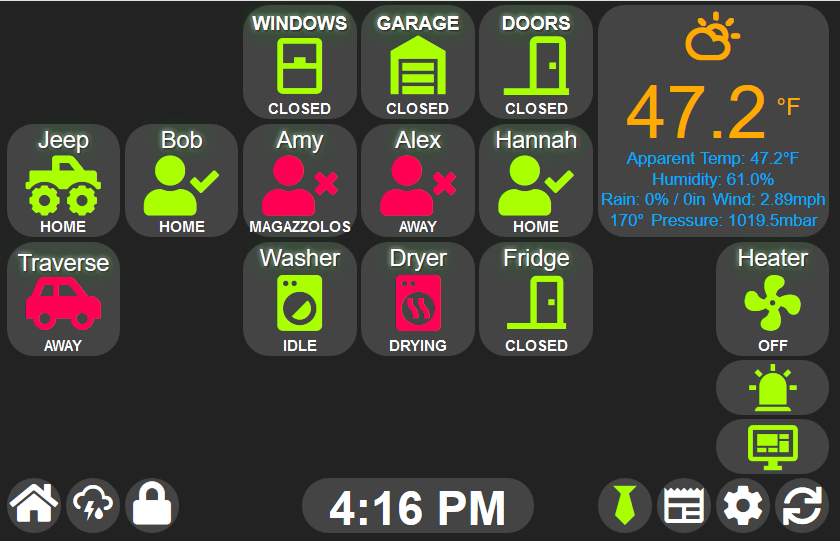 WINDOWS
CLOSED
GARAGE
CLOSED
DOORS
CLOSED
47.2 °F
Apparent Temp: 47.2°F
Humidity: 61.0%
Rain: 0% / 0in Wind: 2.89mph
170° Pressure: 1019.5mbar
Jeep
HOME
Bob
HOME
Amy
MAGAZZOLOS
Alex
AWAY
Hannah
HOME
Traverse
AWAY
Washer
IDLE
Dryer
DRYING
Fridge
CLOSED
Heater
OFF
4:16 PM